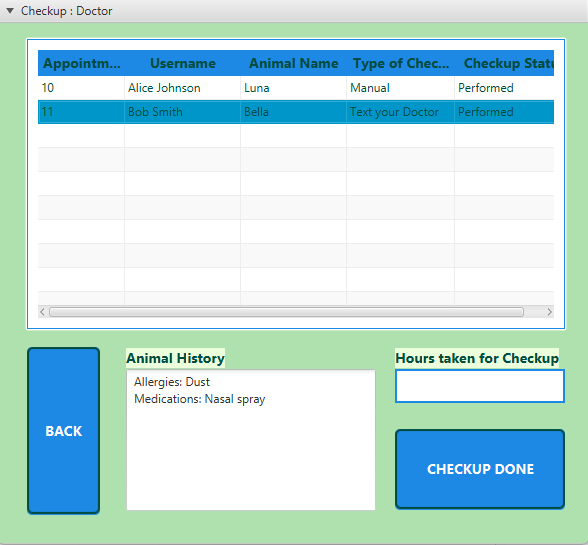 Checkup : Doctor
Appointm... Username Animal Name Type of Chec... Checkup Statu
10 Alice Johnson Luna Manual Performed
11 Bob Smith Bella Text your Doctor Performed
Animal History
Hours taken for Checkup
Allergies: Dust
Medications: Nasal spray
BACK
CHECKUP DONE